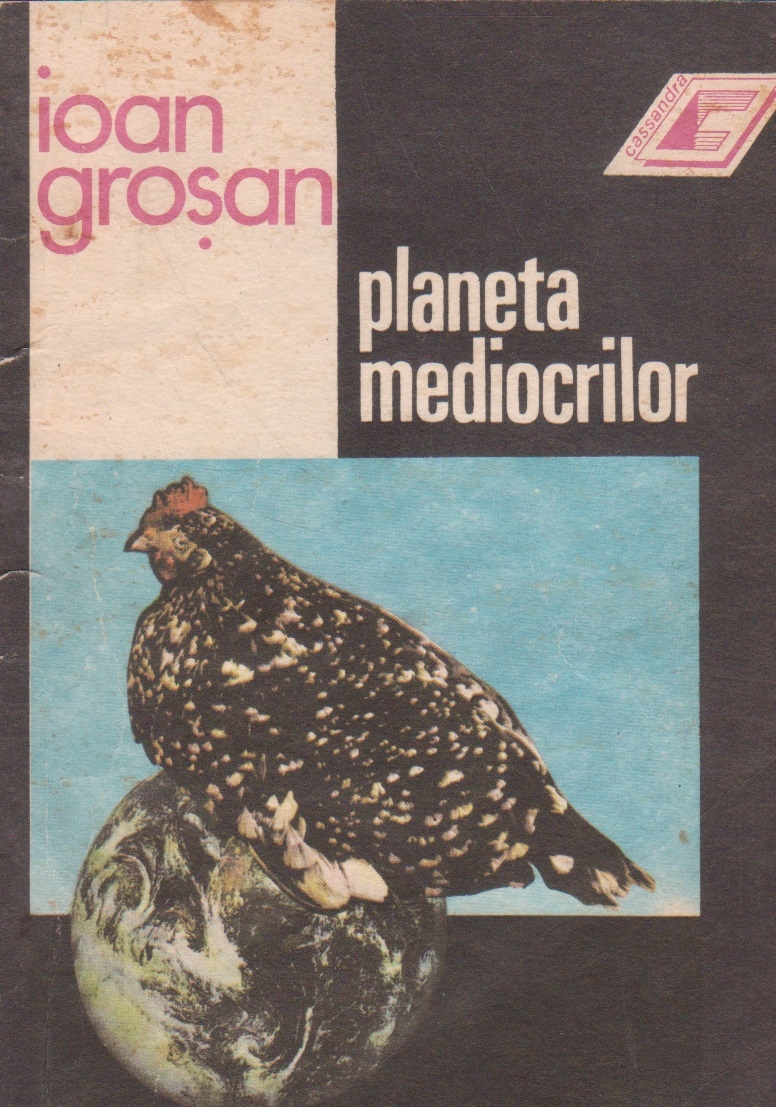 ioan
groșan
cassandra
planeta
mediocrilor